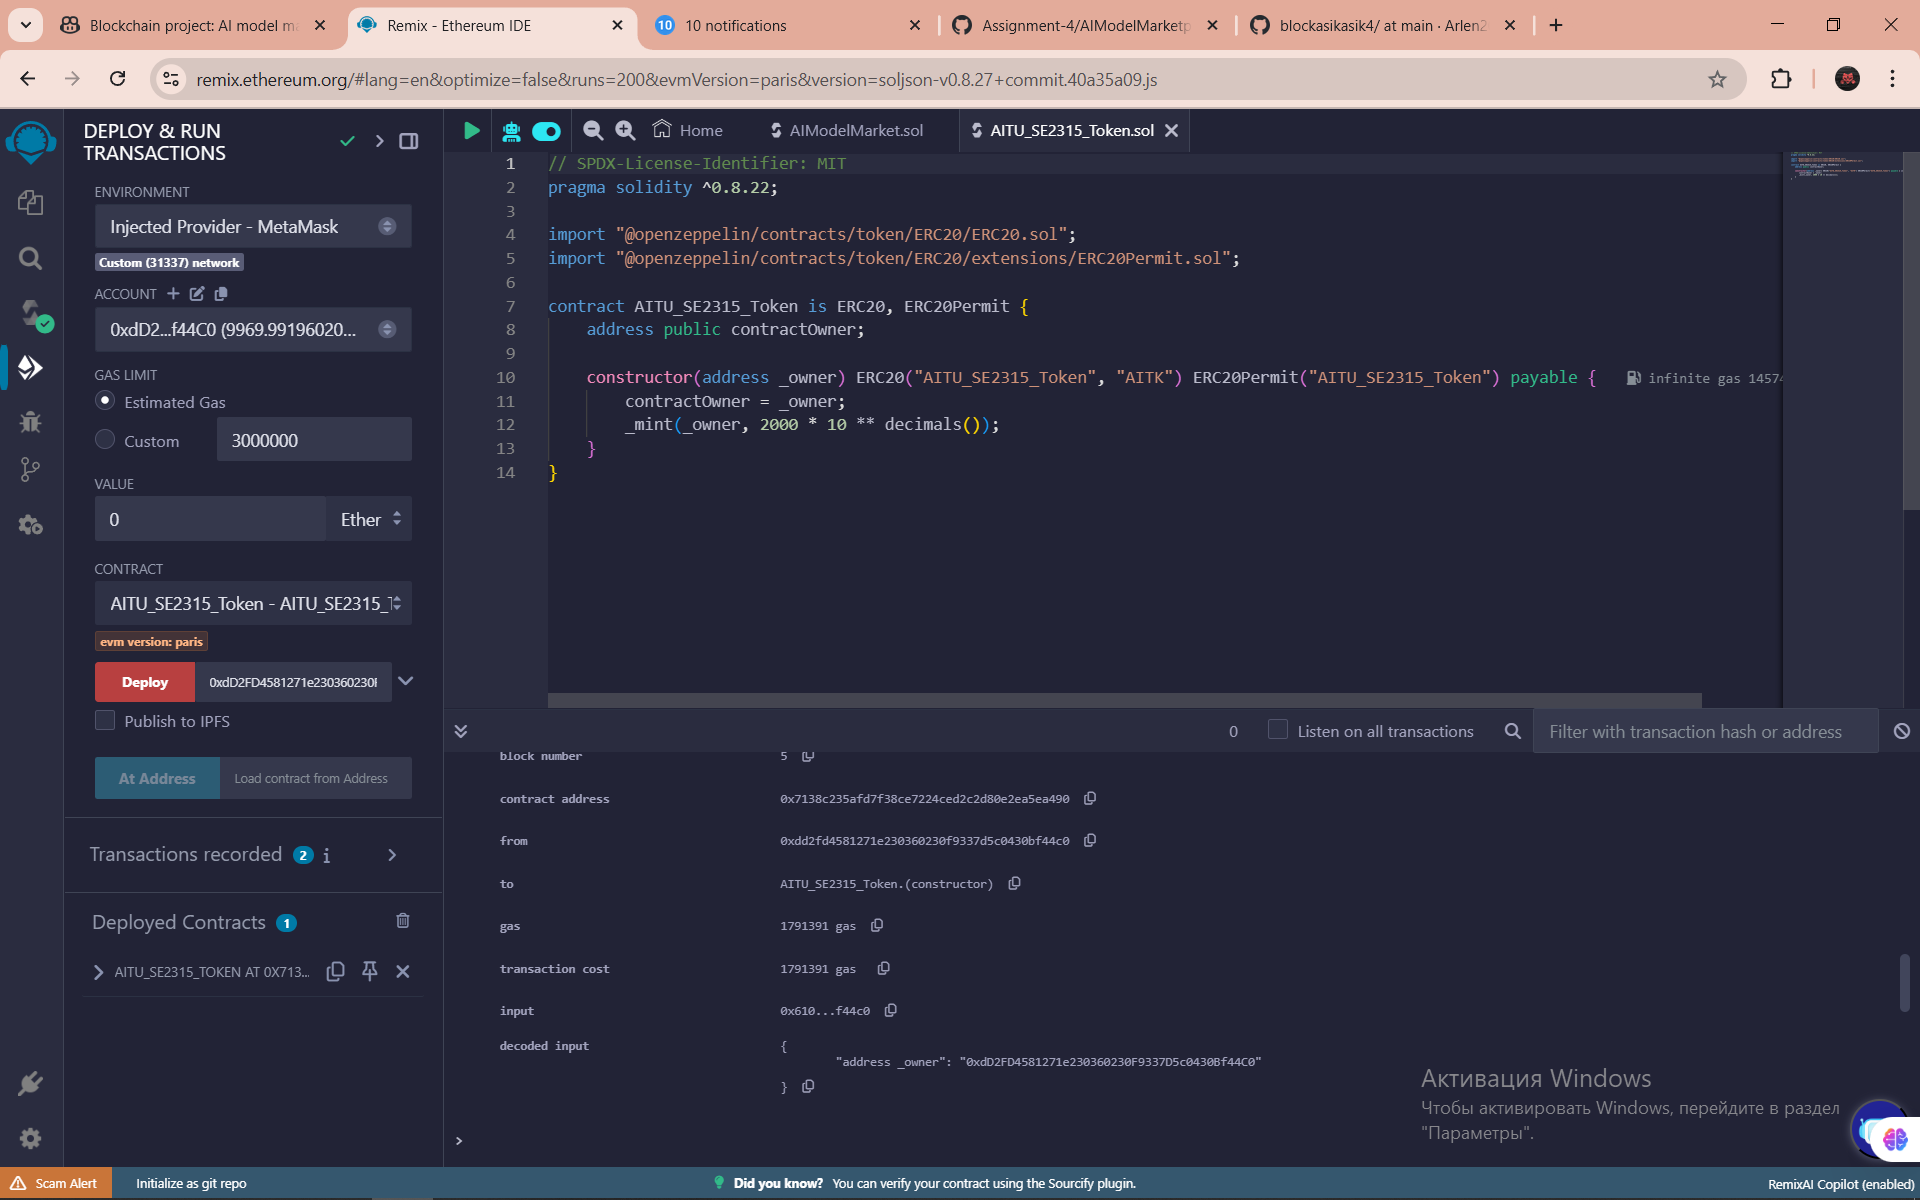 Blockchain project: AI model ma
Remix - Ethereum IDE
10
10 notifications
Assignment-4/AIModelMarketp
blockasikasik4/ at main · Arlen2
remix.ethereum.org/#lang=en&optimize=false&runs=200&evmVersion=paris&version=soljson-v0.8.27+commit.40a35a09.js
DEPLOY & RUN
TRANSACTIONS
ENVIRONMENT
Injected Provider - MetaMask
Custom (31337) network
ACCOUNT
0xdD2...f44C0 (9969.99196020...
GAS LIMIT
Estimated Gas
Custom
3000000
VALUE
0
Ether
CONTRACT
AITU_SE2315_Token - AITU_SE2315_T
evm version: paris
Deploy
0xdD2FD4581271e230360230F
Publish to IPFS
At Address
Load contract from Address
Transactions recorded 2 i
Deployed Contracts 1
AITU_SE2315_TOKEN AT 0X713...
Home
AIModelMarket.sol
AITU_SE2315_Token.sol
1 // SPDX-License-Identifier: MIT
2 pragma solidity ^0.8.22;
3
4 import "@openzeppelin/contracts/token/ERC20/ERC20.sol";
5 import "@openzeppelin/contracts/token/ERC20/extensions/ERC20Permit.sol";
6
7 contract AITU_SE2315_Token is ERC20, ERC20Permit {
8 address public contractOwner;
9
10 constructor(address _owner) ERC20("AITU_SE2315_Token", "AITK") ERC20Permit("AITU_SE2315_Token") payable { infinite gas 14574
11 contractOwner = _owner;
12 _mint(_owner, 2000 * 10 ** decimals());
13 }
14 }
0
Listen on all transactions
Filter with transaction hash or address
block number 5
contract address 0x7138c235afd7f38ce7224ced2c2d80e2ea5ea490
from 0xdd2fd4581271e230360230f9337d5c0430bf44c0
to AITU_SE2315_Token.(constructor)
gas 1791391 gas
transaction cost 1791391 gas
input 0x610...f44c0
decoded input {
"address _owner": "0xdD2FD4581271e230360230F9337D5c0430Bf44C0"
}
>
Активация Windows
Чтобы активировать Windows, перейдите в раздел
"Параметры".
Scam Alert
Initialize as git repo
Did you know? You can verify your contract using the Sourcify plugin.
RemixAI Copilot (enabled)